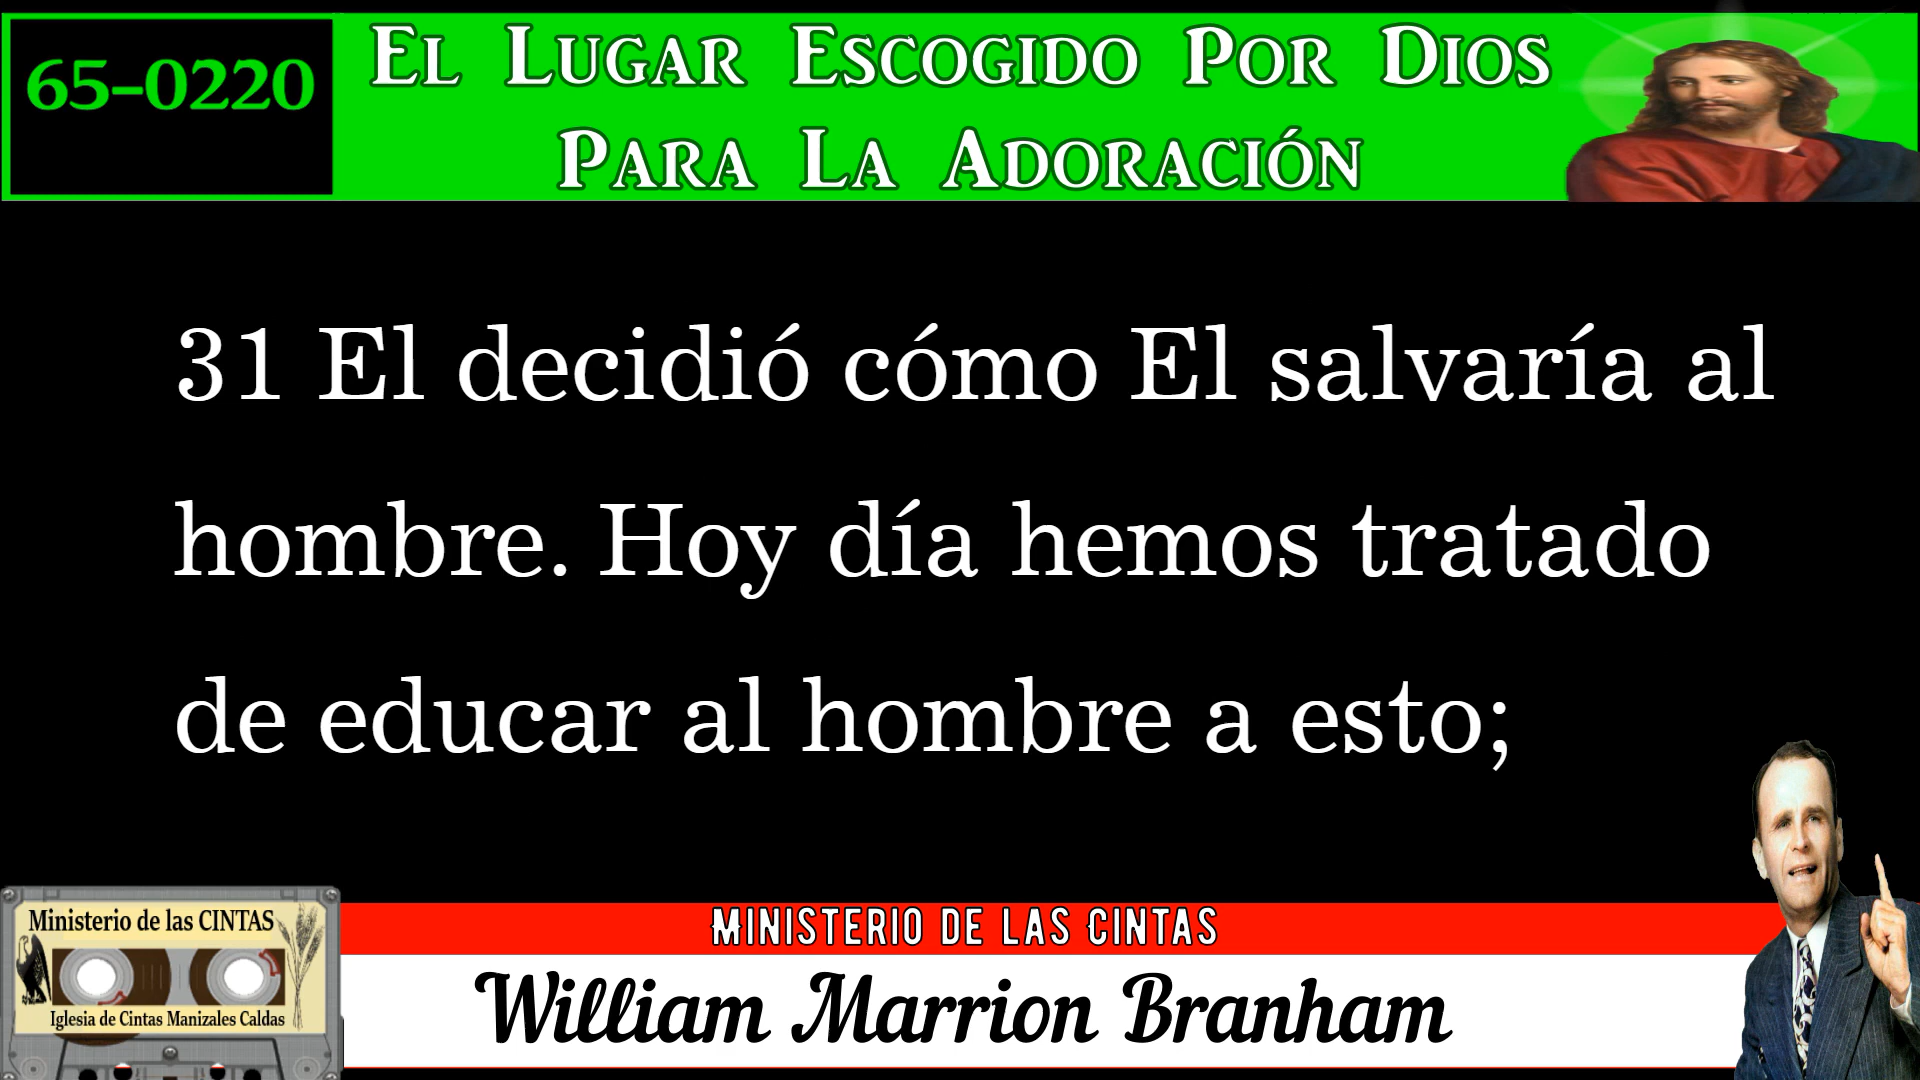 65-0220
El Lugar Escogido Por Dios
Para La Adoración
31 El decidió cómo El salvaría al
hombre. Hoy día hemos tratado
de educar al hombre a esto;
Ministerio de las CINTAS
Iglesia de Cintas Manizales Caldas
MINISTERIO DE LAS CINTAS
William Marrion Branham